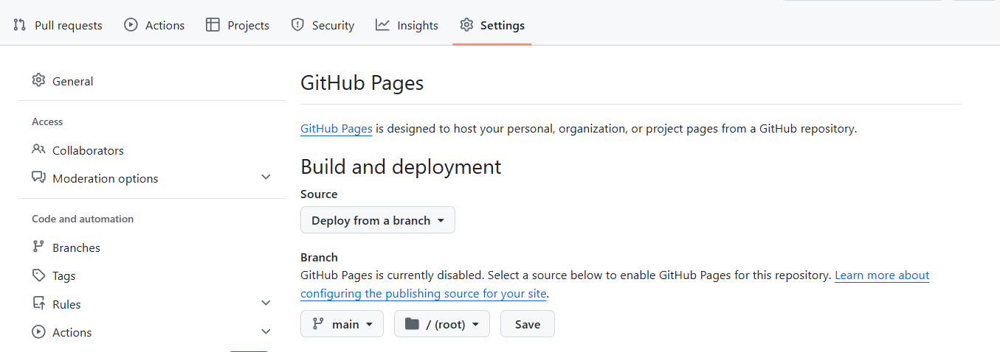 Pull requests
Actions
Projects
Security
Insights
Settings
General
Access
Collaborators
Moderation options
Code and automation
Branches
Tags
Rules
Actions
GitHub Pages
GitHub Pages is designed to host your personal, organization, or project pages from a GitHub repository.
Build and deployment
Source
Deploy from a branch
Branch
GitHub Pages is currently disabled. Select a source below to enable GitHub Pages for this repository. Learn more about
configuring the publishing source for your site.
main
/ (root)
Save